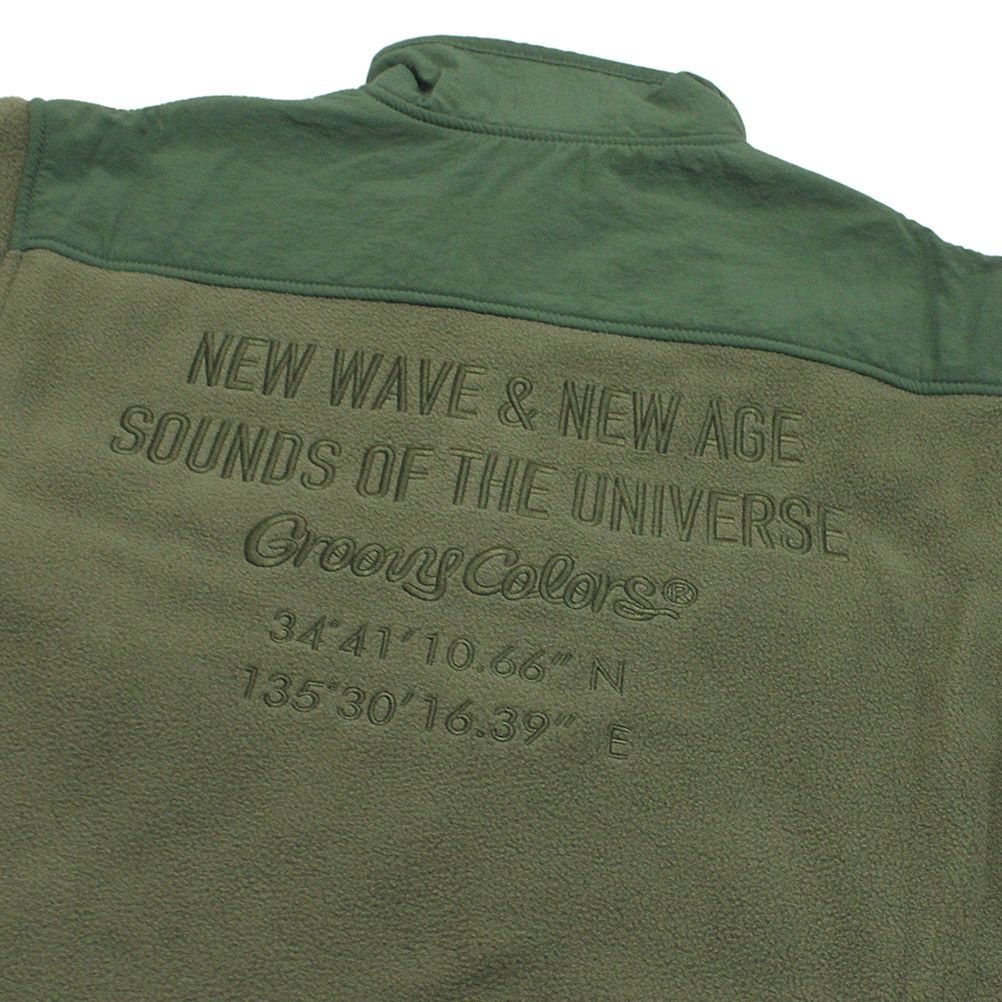 NEW WAVE & NEW AGE
SOUNDS OF THE UNIVERSE
Groovy Colors®
34°41′10.66″ N
135°30′16.39″ E